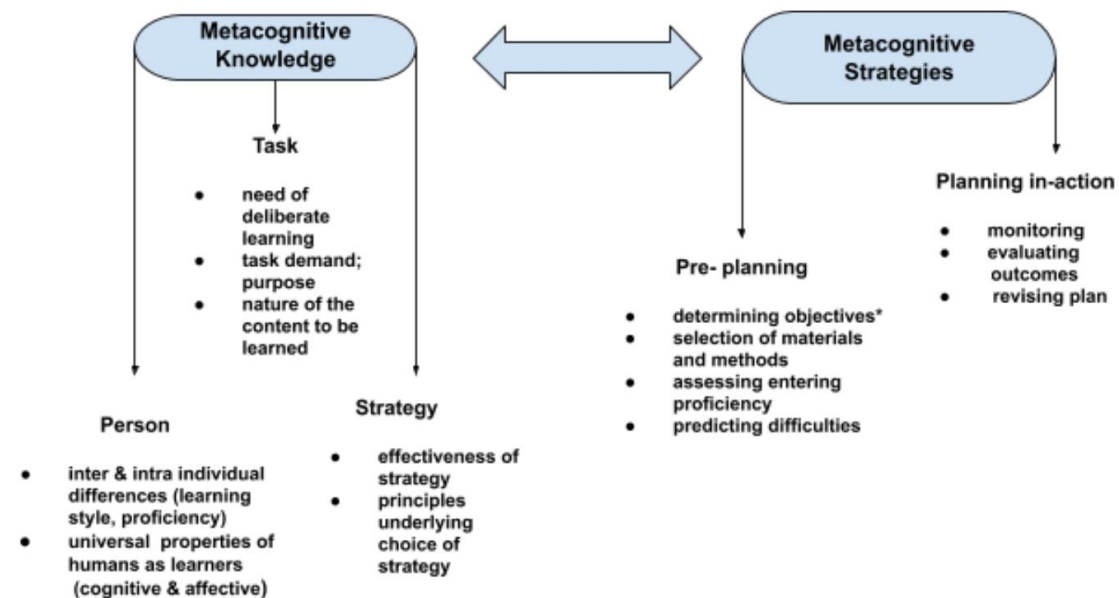 Metacognitive
Knowledge
Task
● need of
deliberate
learning
● task demand;
purpose
● nature of the
content to be
learned
Person
● inter & intra individual
differences (learning
style, proficiency)
● universal properties of
humans as learners
(cognitive & affective)
Strategy
● effectiveness of
strategy
● principles
underlying
choice of
strategy
Metacognitive
Strategies
Pre- planning
● determining objectives*
● selection of materials
and methods
● assessing entering
proficiency
● predicting difficulties
Planning in-action
● monitoring
● evaluating
outcomes
● revising plan